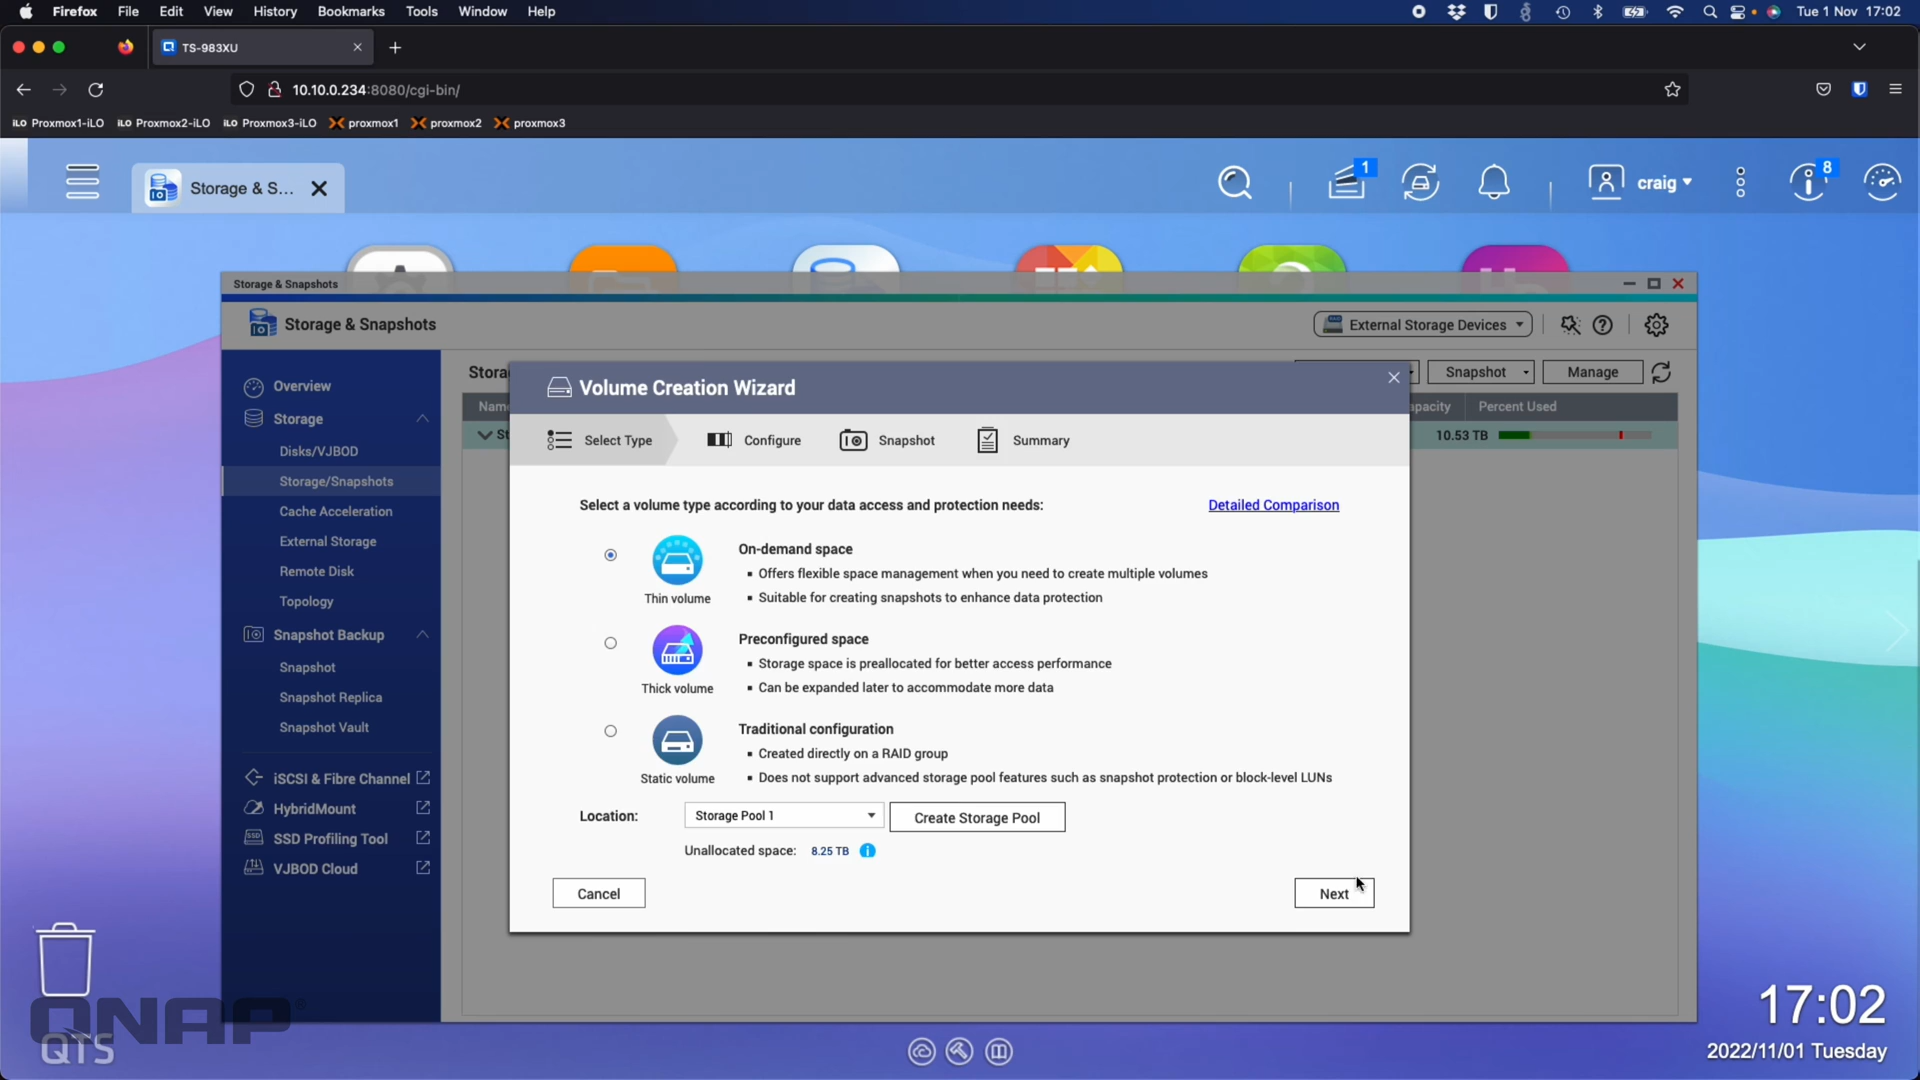 Firefox File Edit View History Bookmarks Tools Window Help Tue 1 Nov 17:02
TS-983XU
10.10.0.234:8080/cgi-bin/
iLO Proxmox1-iLO iLO Proxmox2-iLO iLO Proxmox3-iLO proxmox1 proxmox2 proxmox3
Storage & S... 1 craig 8
Storage & Snapshots
Storage & Snapshots External Storage Devices
Overview
Storage
Disks/VJBOD
Storage/Snapshots
Cache Acceleration
External Storage
Remote Disk
Topology
Snapshot Backup
Snapshot
Snapshot Replica
Snapshot Vault
iSCSI & Fibre Channel
HybridMount
SSD Profiling Tool
VJBOD Cloud
Snapshot Manage
Percent Used
10.53 TB
Volume Creation Wizard
Select Type Configure Snapshot Summary
Select a volume type according to your data access and protection needs: Detailed Comparison
Thin volume
On-demand space
▪ Offers flexible space management when you need to create multiple volumes
▪ Suitable for creating snapshots to enhance data protection
Thick volume
Preconfigured space
▪ Storage space is preallocated for better access performance
▪ Can be expanded later to accommodate more data
Static volume
Traditional configuration
▪ Created directly on a RAID group
▪ Does not support advanced storage pool features such as snapshot protection or block-level LUNs
Location: Storage Pool 1 Create Storage Pool
Unallocated space: 8.25 TB
Cancel Next
QNAP
QTS
17:02
2022/11/01 Tuesday